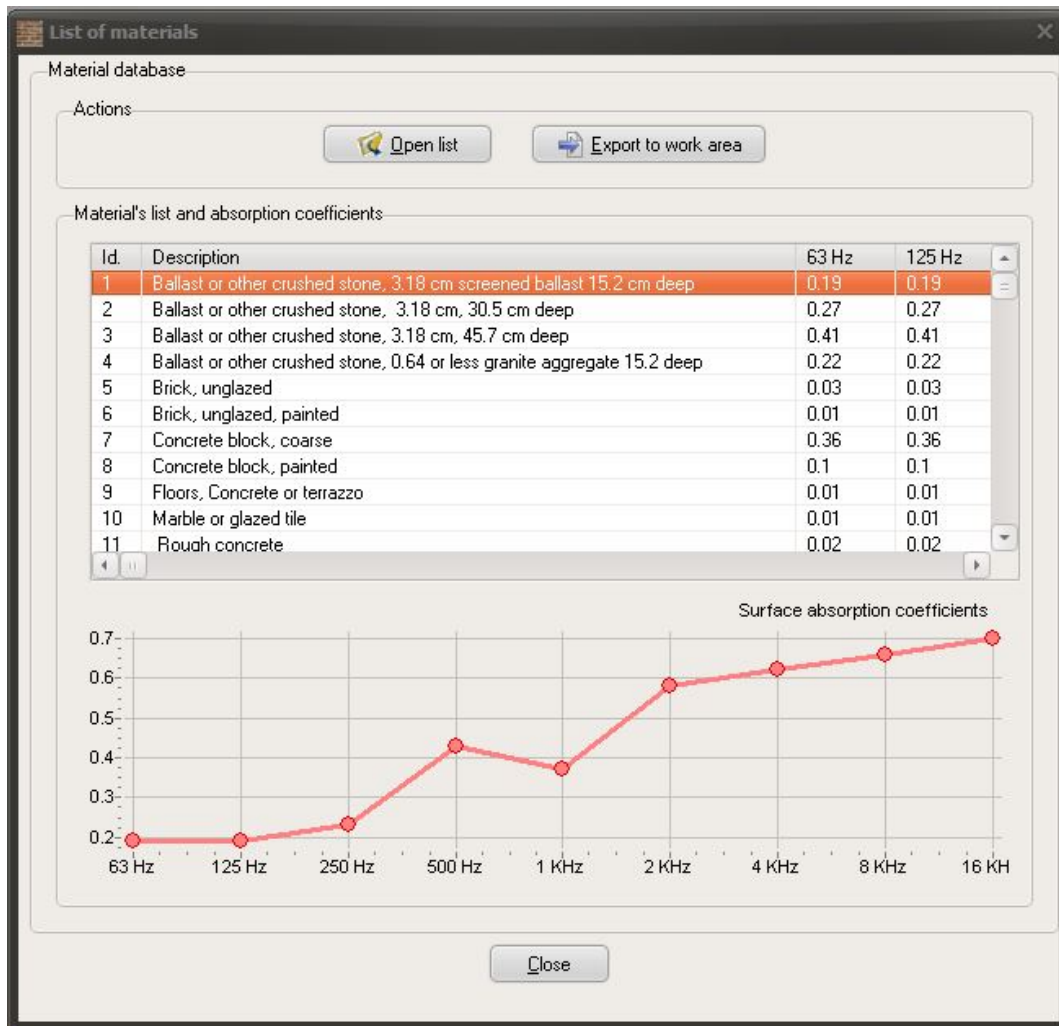 List of materials
Material database
Actions
Open list
Export to work area
Material's list and absorption coefficients
Id. Description 63 Hz 125 Hz
1 Ballast or other crushed stone, 3.18 cm screened ballast 15.2 cm deep 0.19 0.19
2 Ballast or other crushed stone, 3.18 cm, 30.5 cm deep 0.27 0.27
3 Ballast or other crushed stone, 3.18 cm, 45.7 cm deep 0.41 0.41
4 Ballast or other crushed stone, 0.64 or less granite aggregate 15.2 deep 0.22 0.22
5 Brick, unglazed 0.03 0.03
6 Brick, unglazed, painted 0.01 0.01
7 Concrete block, coarse 0.36 0.36
8 Concrete block, painted 0.1 0.1
9 Floors, Concrete or terrazzo 0.01 0.01
10 Marble or glazed tile 0.01 0.01
11 Rough concrete 0.02 0.02
Surface absorption coefficients
0.7
0.6
0.5
0.4
0.3
0.2
63 Hz 125 Hz 250 Hz 500 Hz 1 KHz 2 KHz 4 KHz 8 KHz 16 KH
Close